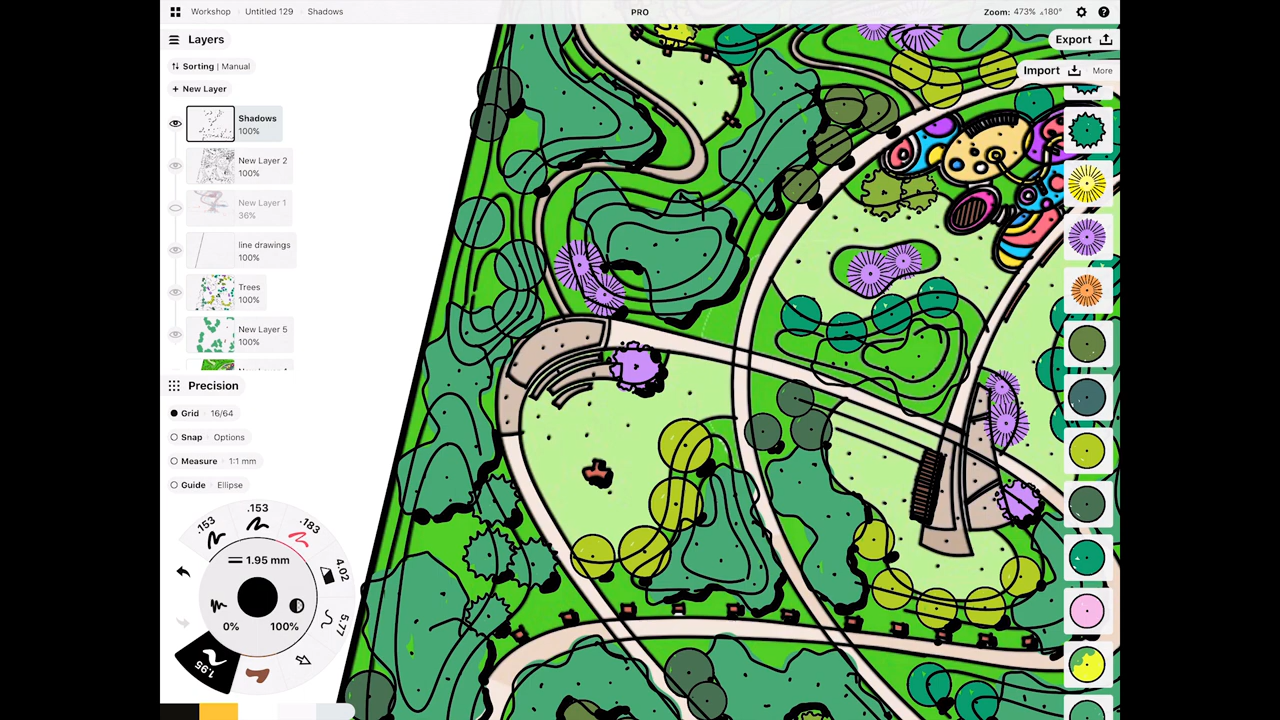 Workshop Untitled 129 Shadows
PRO
Zoom: 473% 180°
Layers
Export
Sorting | Manual
Import More
+ New Layer
Shadows
100%
New Layer 2
100%
New Layer 1
36%
line drawings
100%
Trees
100%
New Layer 5
100%
Precision
Grid 16/64
Snap Options
Measure 1:1 mm
Guide Ellipse
.153
.153
.183
4.02
5.77
1.95
1.95 mm
0% 100%